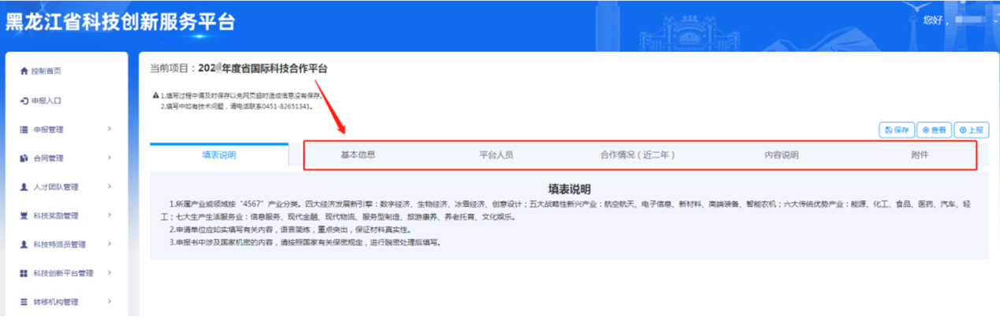 黑龙江省科技创新服务平台
您好，
控制首页
申报入口
申报管理
合同管理
人才团队管理
科技奖励管理
科技特派员管理
科技创新平台管理
转移机构管理
当前项目：202 年度省国际科技合作平台
1.填写过程中请及时保存以免网页超时造成信息没有保存。
2.填写中如有技术问题，请电话联系0451-82651341。
保存 查看 上报
填表说明 基本信息 平台人员 合作情况（近二年） 内容说明 附件
填表说明
1.所属产业或领域按“4567”产业分类。四大经济发展新引擎：数字经济、生物经济、冰雪经济、创意设计；五大战略性新兴产业：航空航天、电子信息、新材料、高端装备、智能农机；六大传统优势产业：能源、化工、食品、医药、汽车、轻
工；七大生产生活服务业：信息服务、现代金融、现代物流、服务型制造、旅游康养、养老托育、文化娱乐。
2.申请单位应如实填写有关内容，语言简炼，重点突出，保证材料真实性。
3.申报书中涉及国家机密的内容，请按照国家有关保密规定，进行脱密处理后填写。